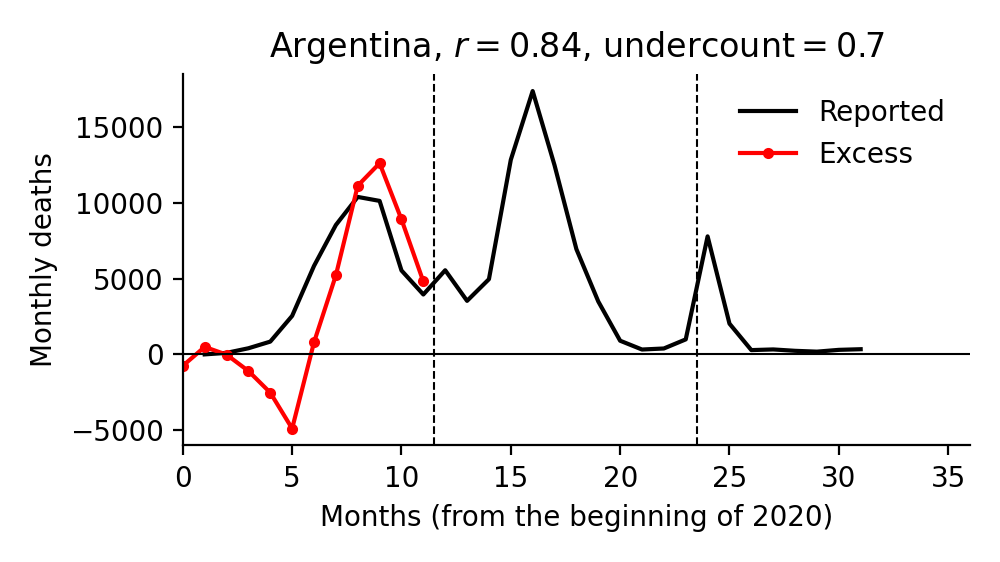 Argentina, r = 0.84, undercount = 0.7
Reported
Excess
Monthly deaths
15000
10000
5000
0
−5000
0 5 10 15 20 25 30 35
Months (from the beginning of 2020)